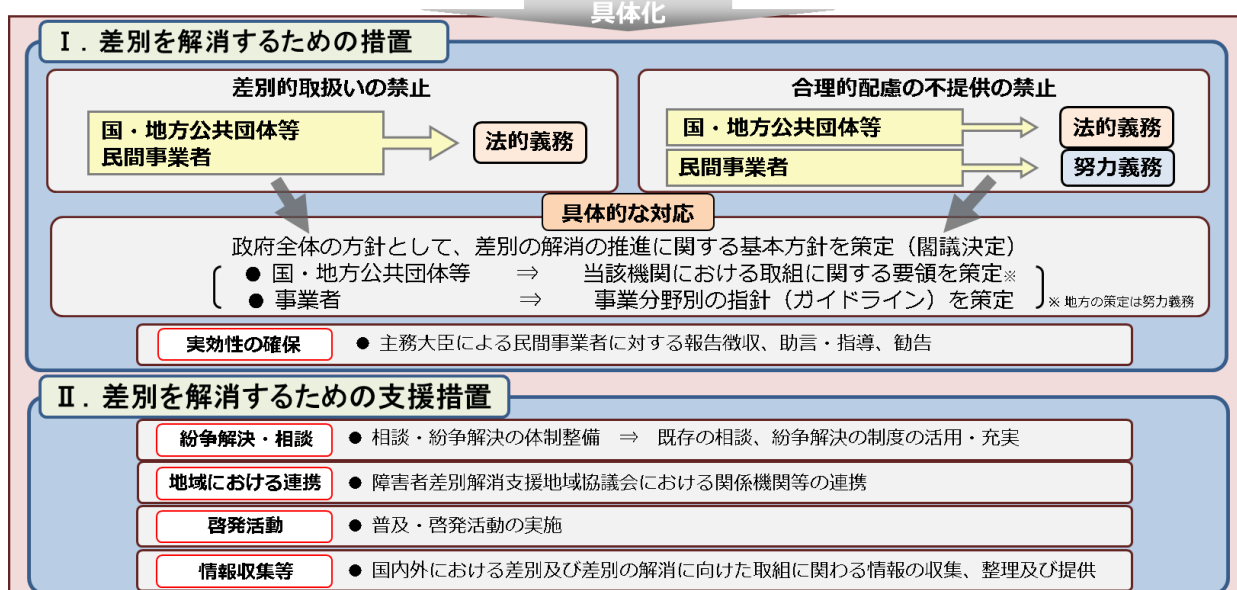 具体化
Ⅰ．差別を解消するための措置
差別的取扱いの禁止
国・地方公共団体等
民間事業者
法的義務
合理的配慮の不提供の禁止
国・地方公共団体等
法的義務
民間事業者
努力義務
具体的な対応
政府全体の方針として、差別の解消の推進に関する基本方針を策定（閣議決定）
● 国・地方公共団体等 ⇒ 当該機関における取組に関する要領を策定※
● 事業者 ⇒ 事業分野別の指針（ガイドライン）を策定
※ 地方の策定は努力義務
実効性の確保
● 主務大臣による民間事業者に対する報告徴収、助言・指導、勧告
Ⅱ．差別を解消するための支援措置
紛争解決・相談
● 相談・紛争解決の体制整備 ⇒ 既存の相談、紛争解決の制度の活用・充実
地域における連携
● 障害者差別解消支援地域協議会における関係機関等の連携
啓発活動
● 普及・啓発活動の実施
情報収集等
● 国内外における差別及び差別の解消に向けた取組に関わる情報の収集、整理及び提供